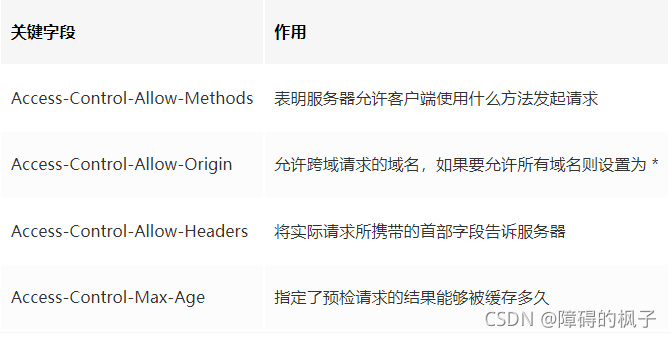 关键字段 作用
Access-Control-Allow-Methods 表明服务器允许客户端使用什么方法发起请求
Access-Control-Allow-Origin 允许跨域请求的域名，如果要允许所有域名则设置为 *
Access-Control-Allow-Headers 将实际请求所携带的首部字段告诉服务器
Access-Control-Max-Age 指定了预检请求的结果能够被缓存多久
CSDN @障碍的枫子